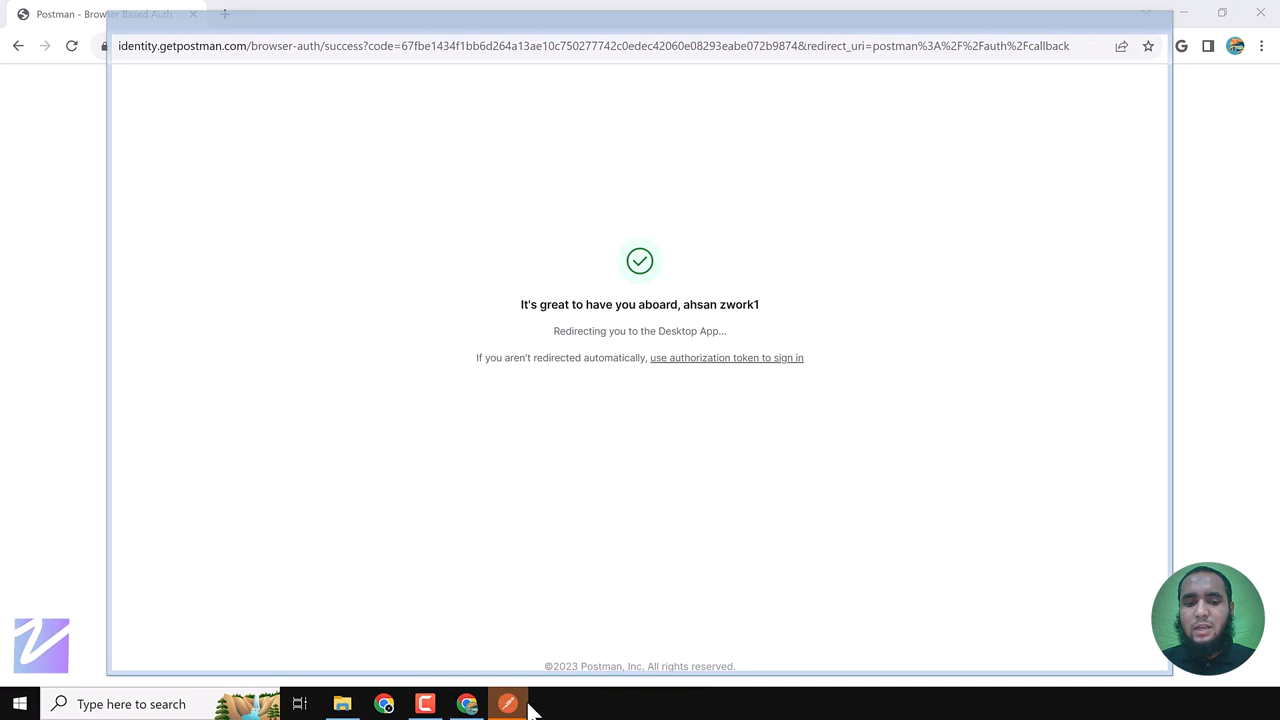 Postman - Browser Based Auth
identity.getpostman.com/browser-auth/success?code=67fbe1434f1bb6d264a13ae10c750277742c0edec42060e08293eabe072b9874&redirect_uri=postman%3A%2F%2Fauth%2Fcallback
It's great to have you aboard, ahsan zwork1
Redirecting you to the Desktop App...
If you aren't redirected automatically, use authorization token to sign in
©2023 Postman, Inc. All rights reserved.
Type here to search